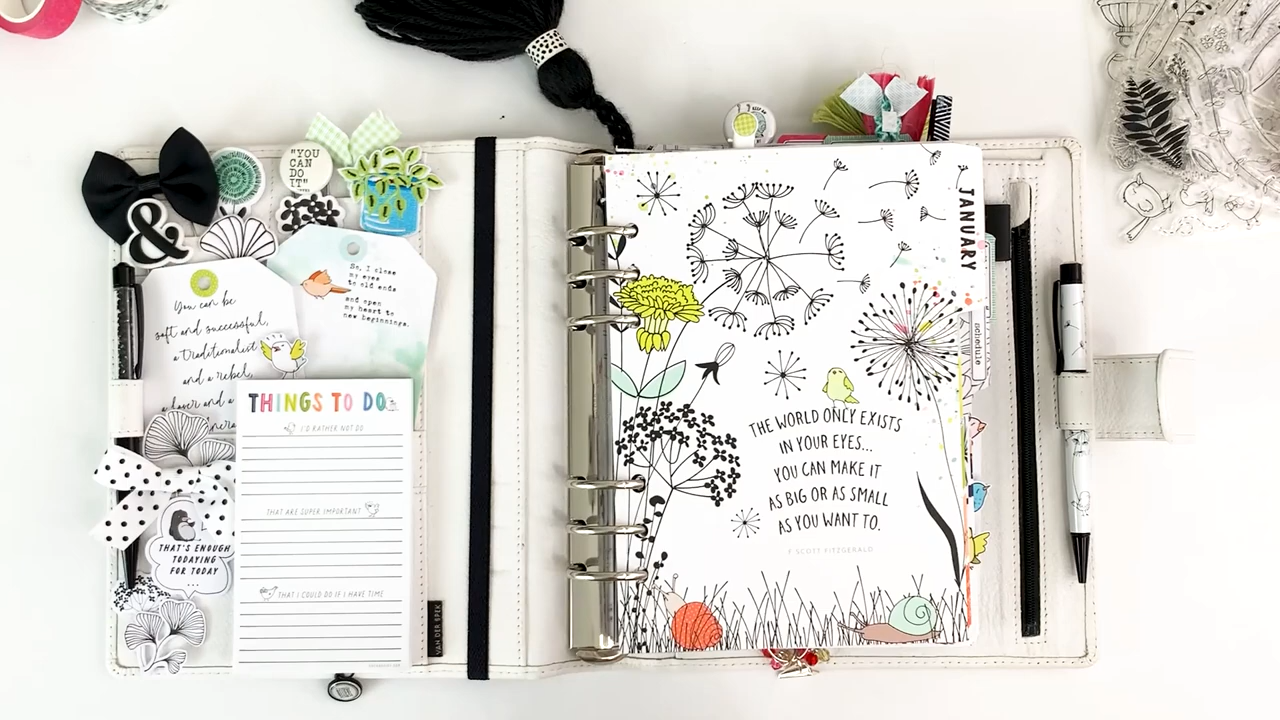 "YOU
CAN
DO
IT"
&
So, I close
my eyes
to old ends
and open
my heart to
new beginnings.
You can be
soft and successful,
a traditionalist
and a rebel,
a lover and a
THINGS TO DO
I'D RATHER NOT DO
THAT ARE SUPER IMPORTANT
THAT I COULD DO IF I HAVE TIME
THAT'S ENOUGH
TODAYING
FOR TODAY
...
VAN DER SPEK
JANUARY
schedule
THE WORLD ONLY EXISTS
IN YOUR EYES...
YOU CAN MAKE IT
AS BIG OR AS SMALL
AS YOU WANT TO.
F. SCOTT FITZGERALD